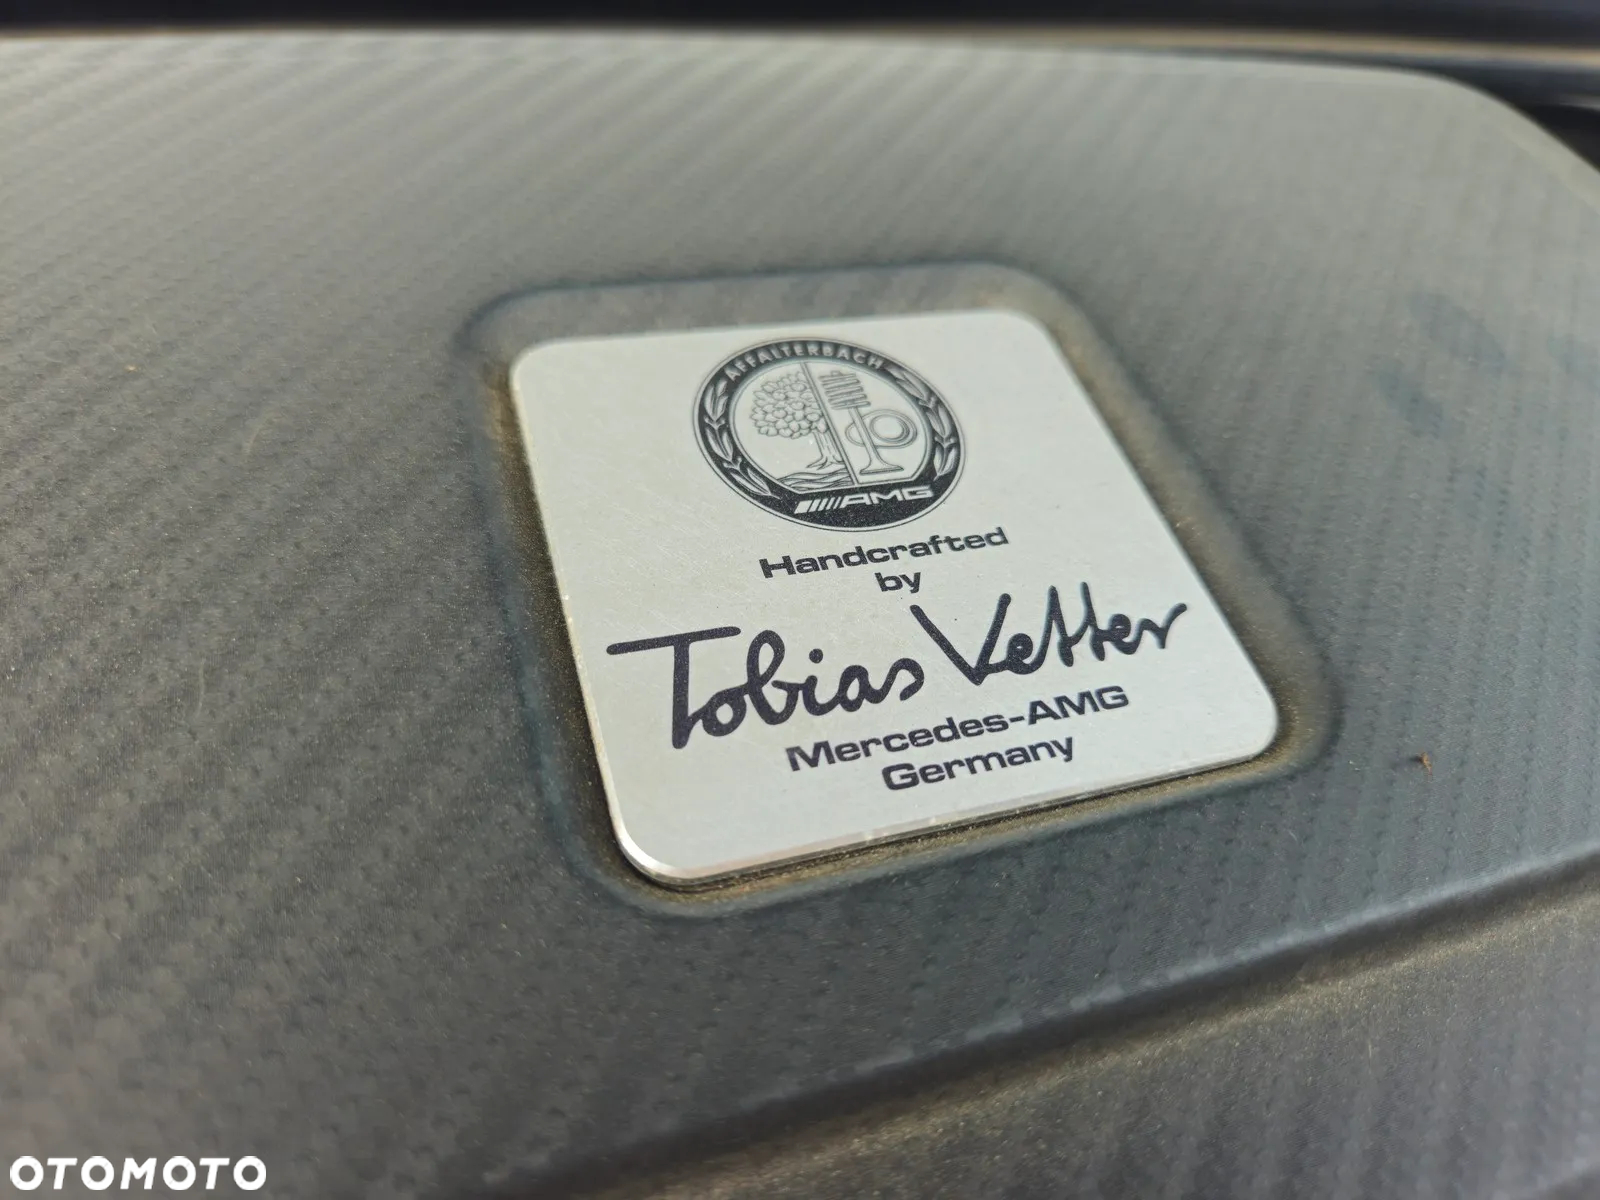 AFFALTERBACH
AMG
Handcrafted
by
Tobias Vetter
Mercedes-AMG
Germany
OTOMOTO